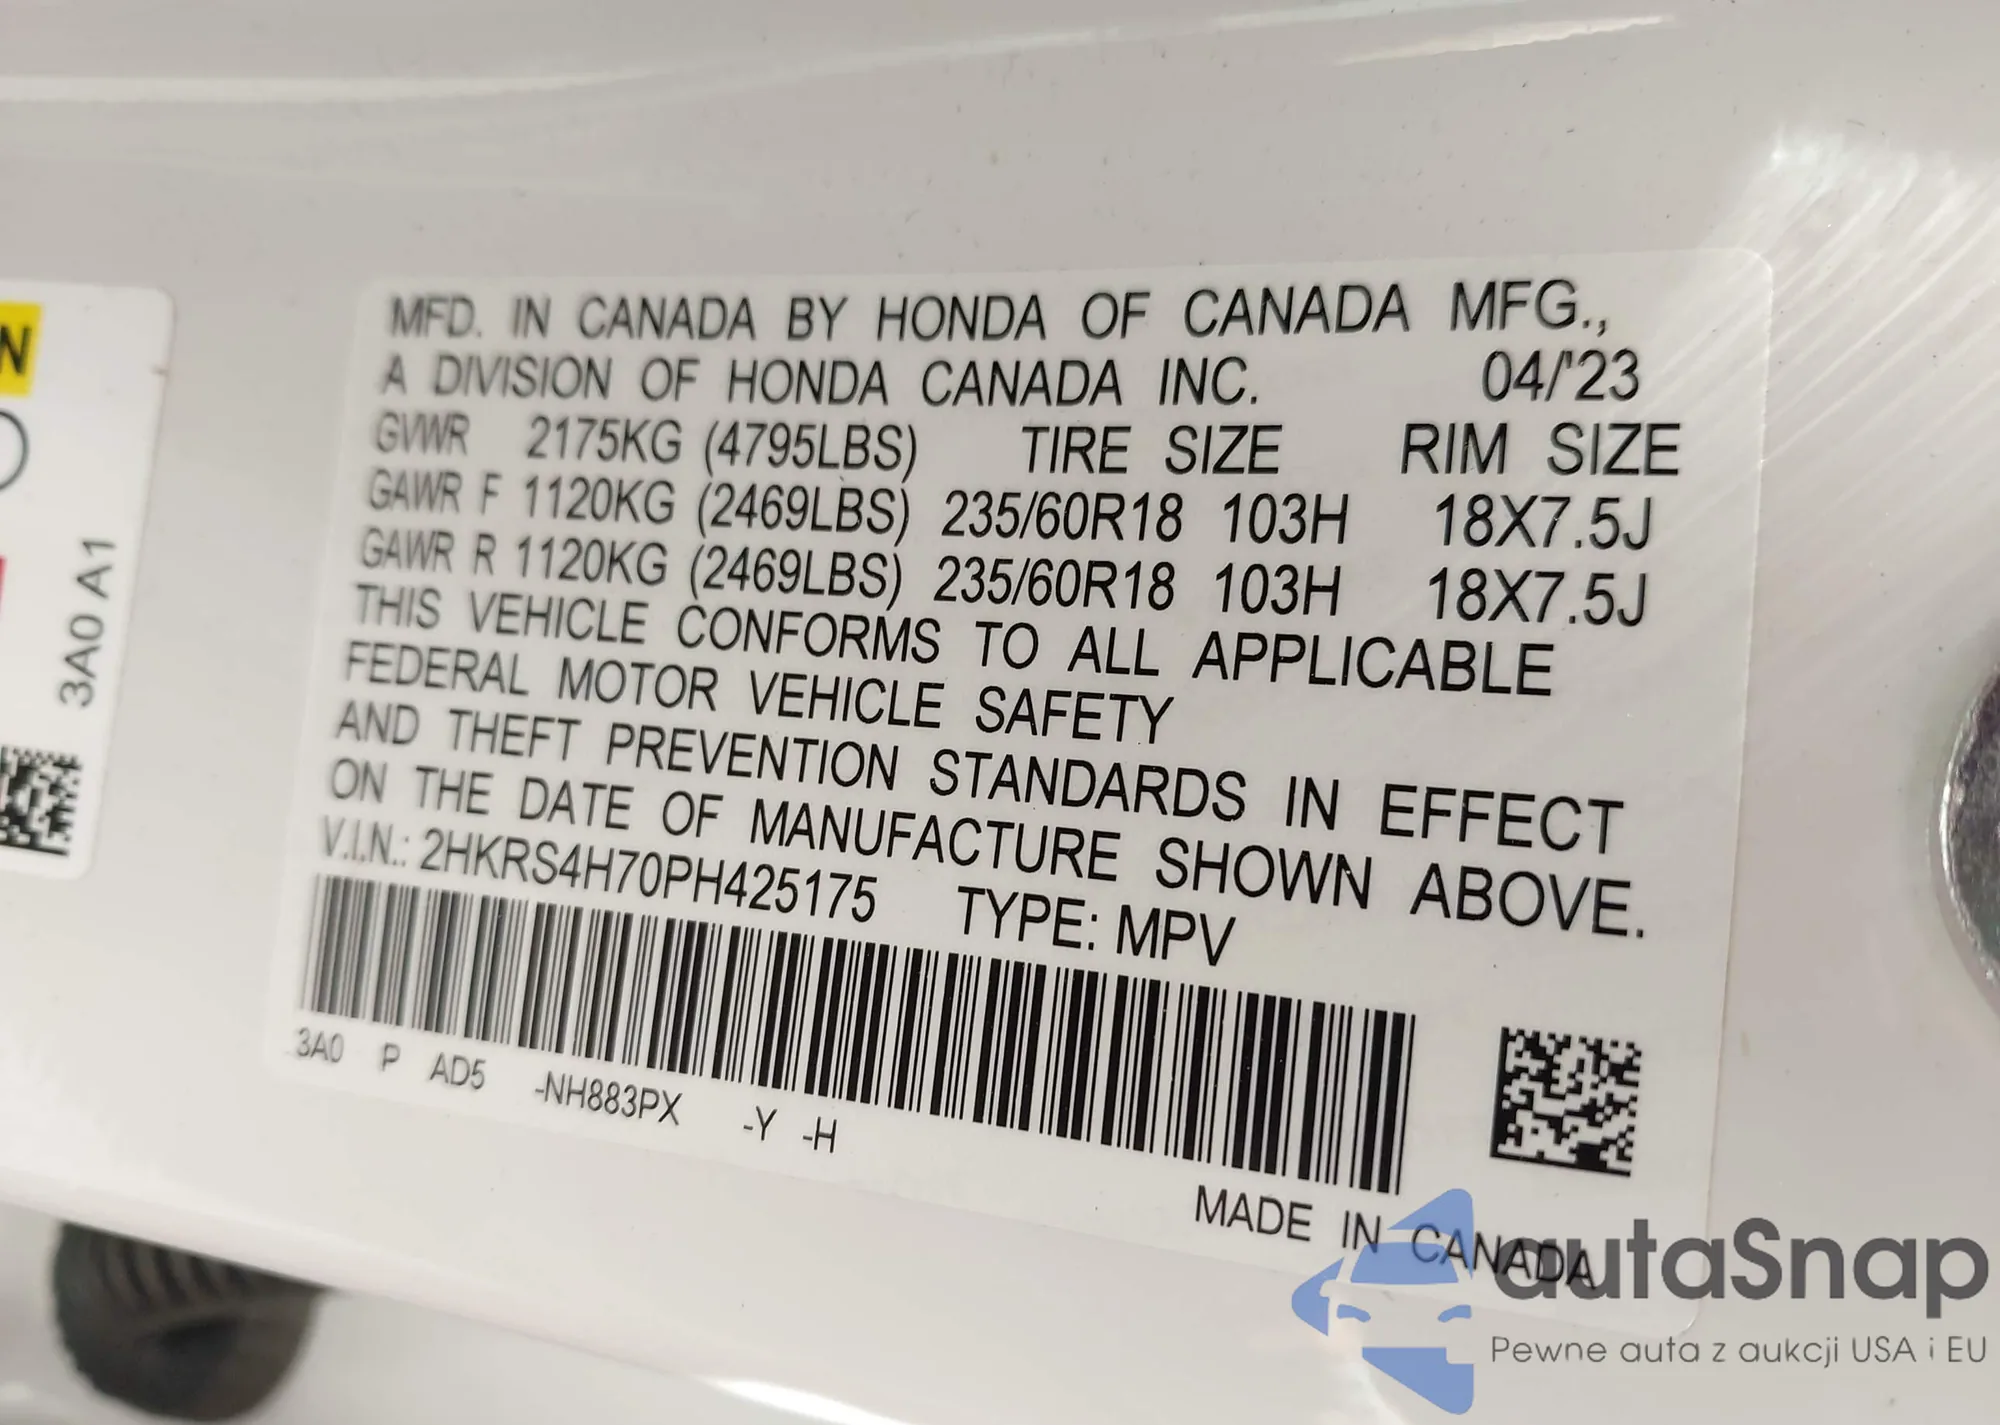 MFD. IN CANADA BY HONDA OF CANADA MFG.,
A DIVISION OF HONDA CANADA INC. 04/'23
GVWR 2175KG (4795LBS) TIRE SIZE RIM SIZE
GAWR F 1120KG (2469LBS) 235/60R18 103H 18X7.5J
GAWR R 1120KG (2469LBS) 235/60R18 103H 18X7.5J
THIS VEHICLE CONFORMS TO ALL APPLICABLE
FEDERAL MOTOR VEHICLE SAFETY
AND THEFT PREVENTION STANDARDS IN EFFECT
ON THE DATE OF MANUFACTURE SHOWN ABOVE.
V.I.N.: 2HKRS4H70PH425175 TYPE: MPV
3A0 P AD5 -NH883PX -Y -H
MADE IN CANADA
3A0 A1
autaSnap
Pewne auta z aukcji USA i EU